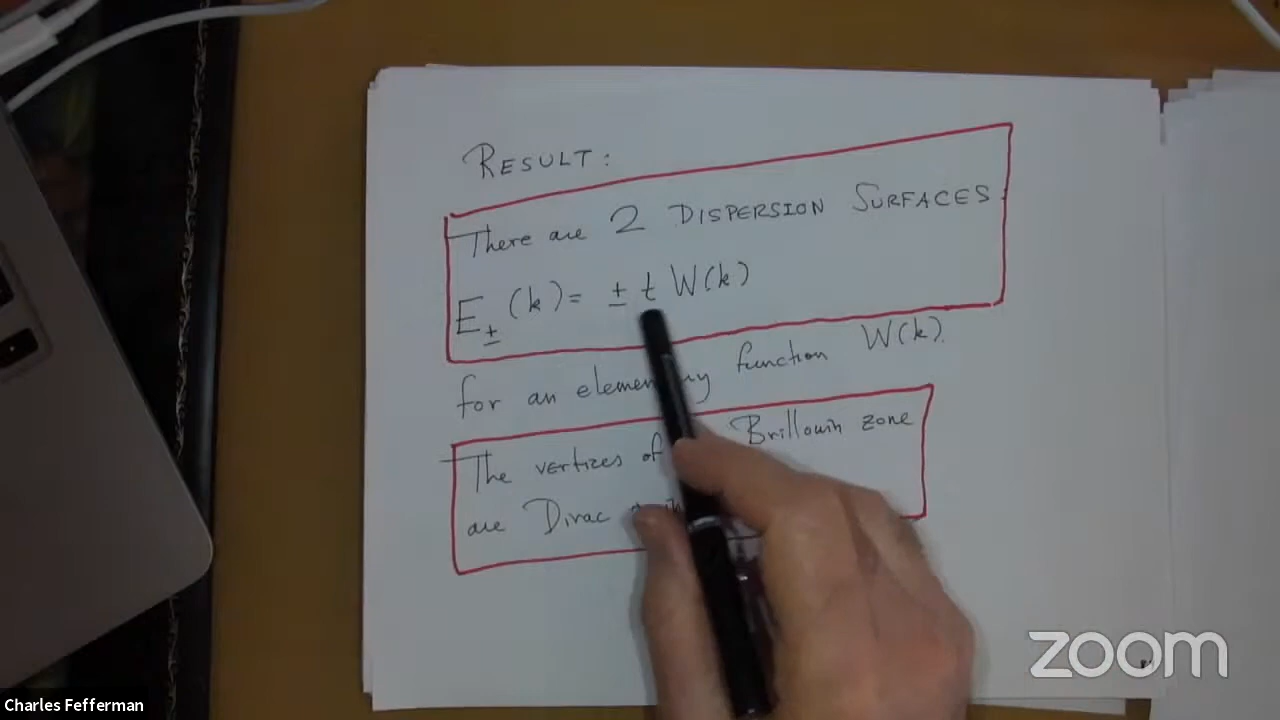 RESULT:
There are 2 DISPERSION SURFACES
E± (k) = ± t W(k)
for an function W(k).
The vertizes of Brillouin zone
are Dirac
zoom
Charles Fefferman